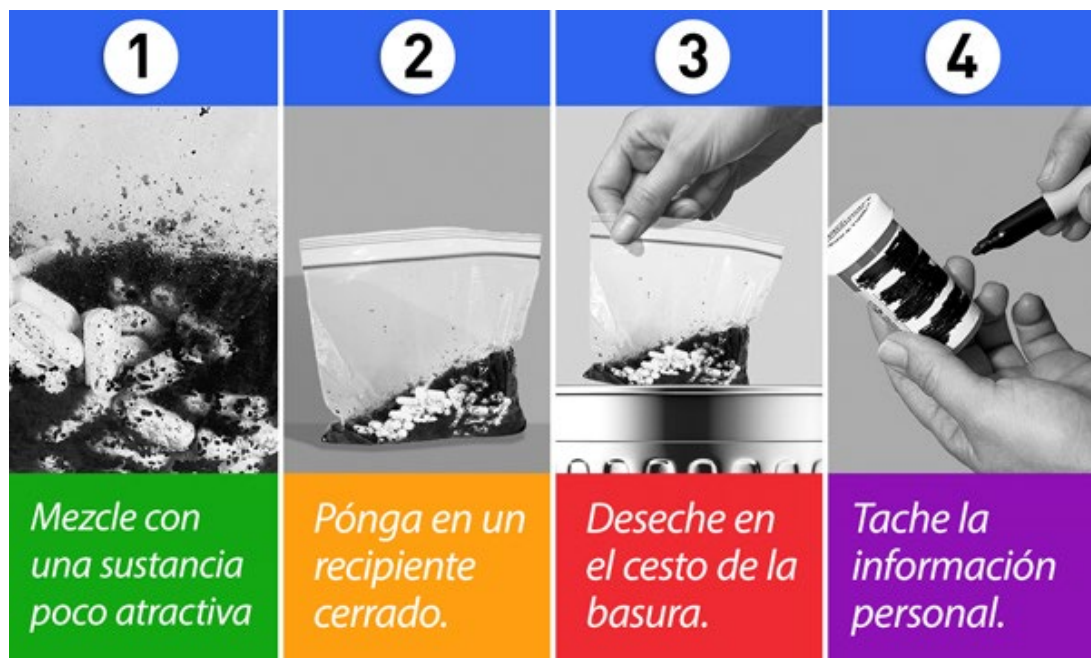 1
Mezcle con
una sustancia
poco atractiva
2
Pónga en un
recipiente
cerrado.
3
Deseche en
el cesto de la
basura.
4
Tache la
información
personal.